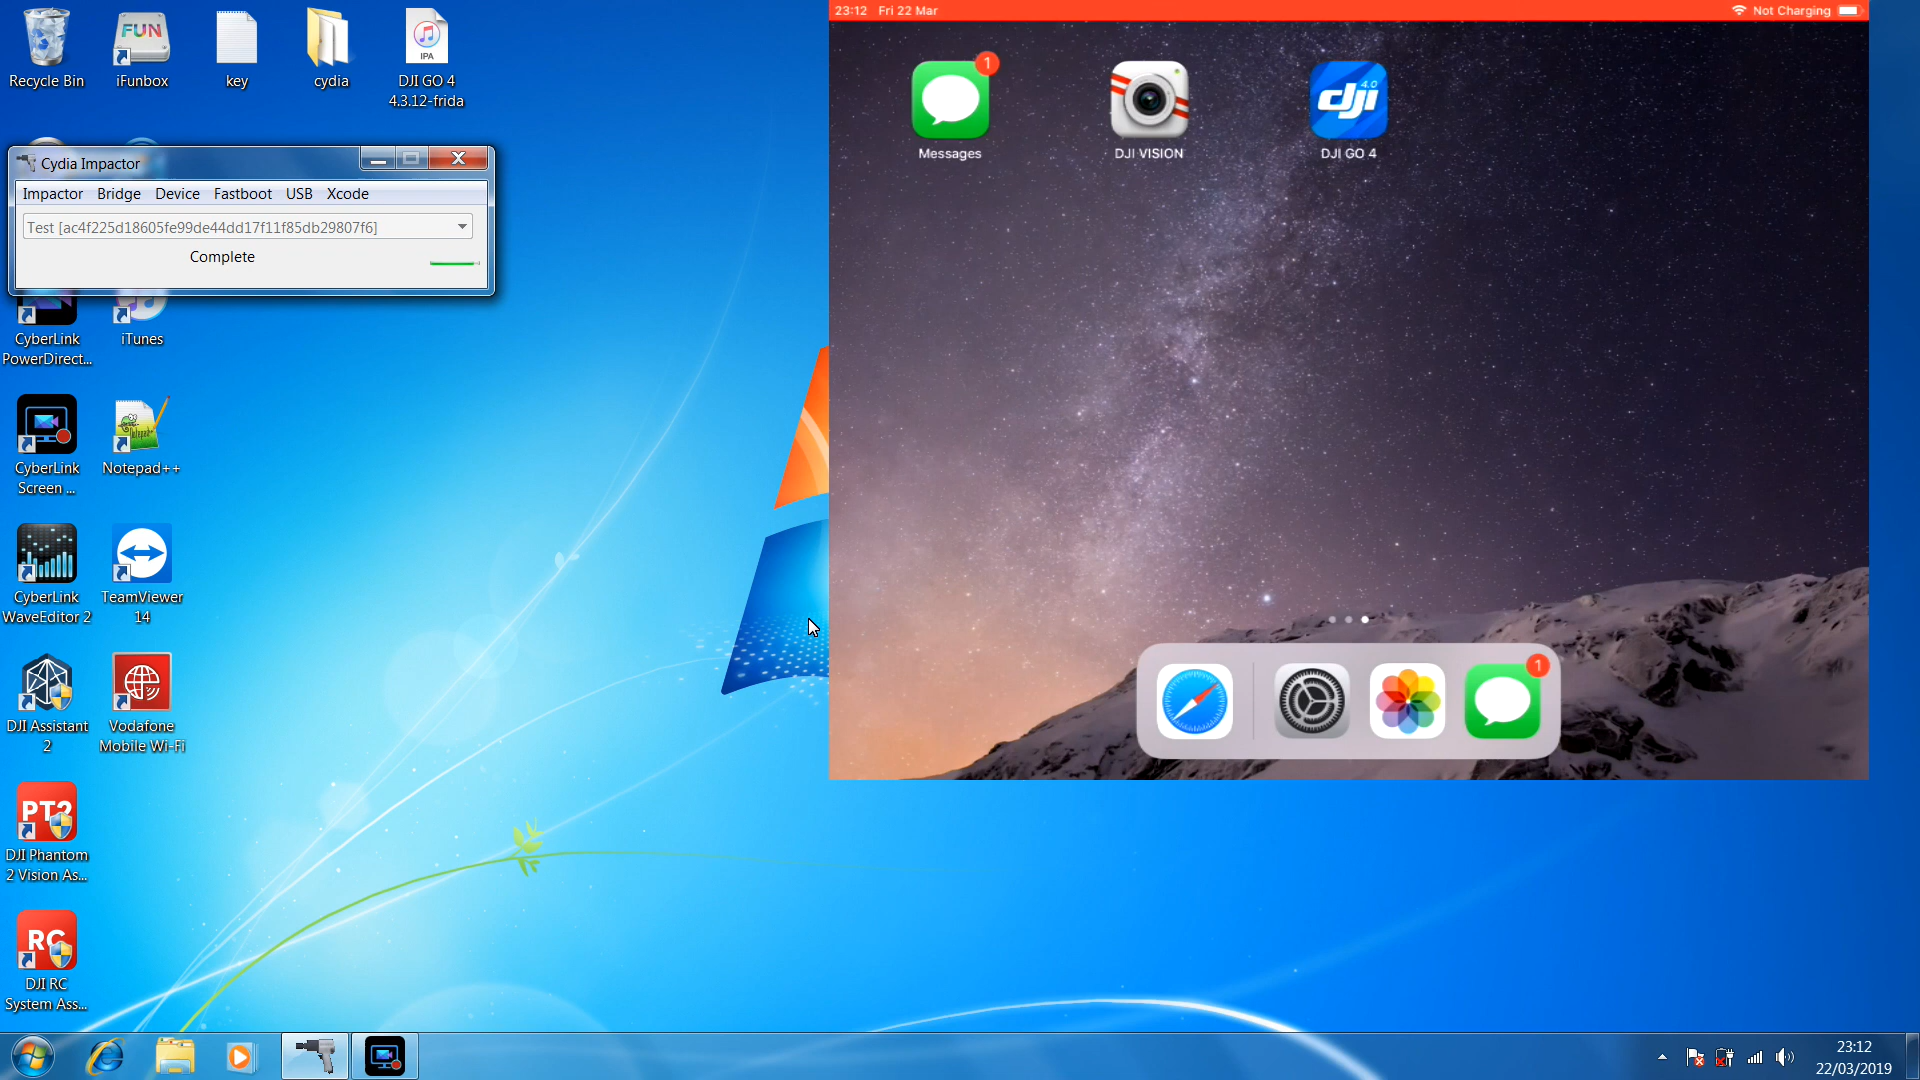 Recycle Bin
FUN
iFunbox
key
cydia
IPA
DJI GO 4
4.3.12-frida
Cydia Impactor
Impactor Bridge Device Fastboot USB Xcode
Test [ac4f225d18605fe99de44dd17f11f85db29807f6]
Complete
CyberLink
PowerDirect...
iTunes
CyberLink
Screen ...
Notepad++
CyberLink
WaveEditor 2
TeamViewer
14
DJI Assistant
2
Vodafone
Mobile Wi-Fi
PT2
DJI Phantom
2 Vision As...
RC
DJI RC
System Ass...
23:12 Fri 22 Mar
Not Charging
1
Messages
DJI VISION
4.0
dji
DJI GO 4
1
23:12
22/03/2019